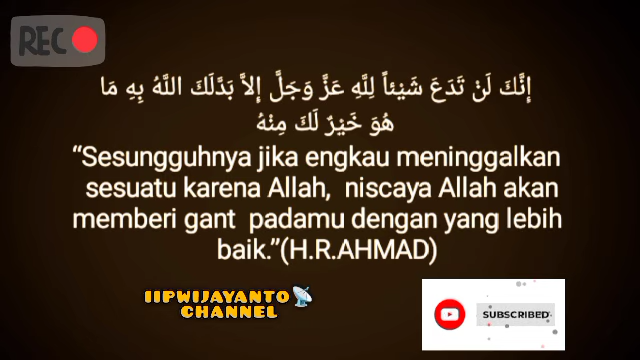 REC
إِنَّكَ لَنْ تَدَعَ شَيْئاً لِلَّهِ عَزَّ وَجَلَّ إِلاَّ بَدَّلَكَ اللَّهُ بِهِ مَا
هُوَ خَيْرٌ لَكَ مِنْهُ
“Sesungguhnya jika engkau meninggalkan
sesuatu karena Allah, niscaya Allah akan
memberi gant padamu dengan yang lebih
baik.”(H.R.AHMAD)
IIPWIJAYANTO
CHANNEL
SUBSCRIBED